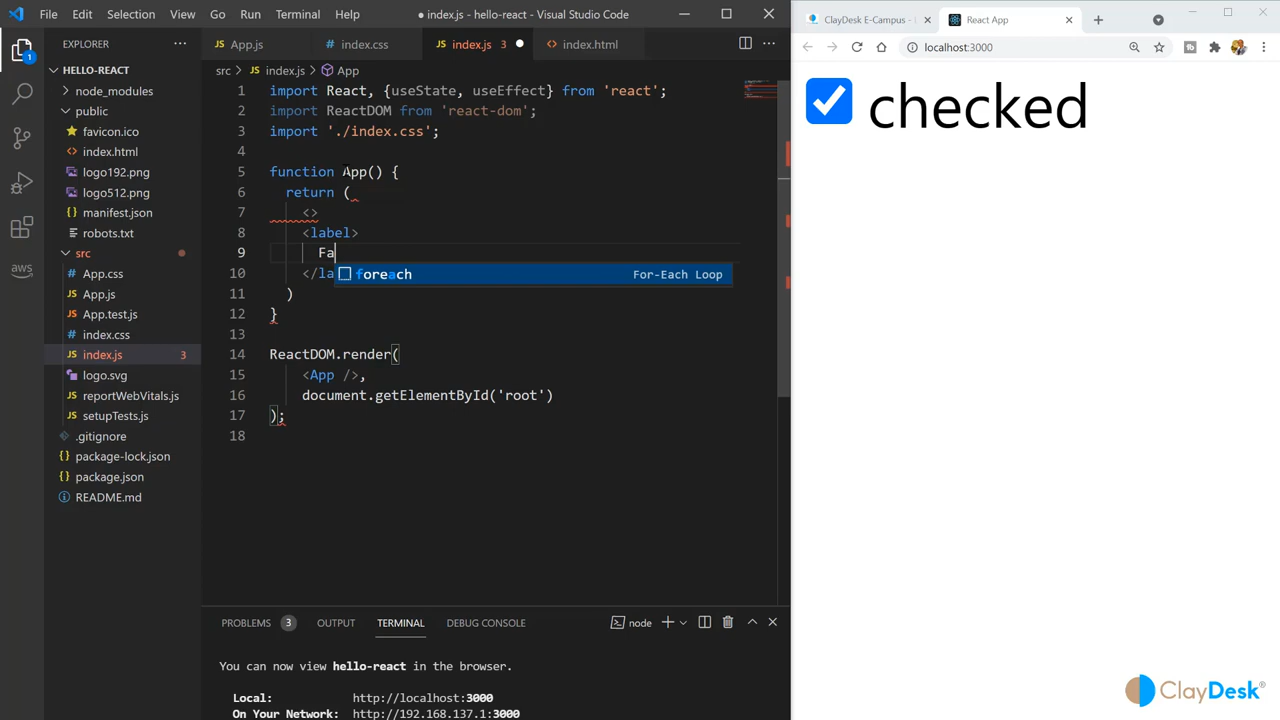 File Edit Selection View Go Run Terminal Help
● index.js - hello-react - Visual Studio Code
ClayDesk E-Campus -
React App
localhost:3000
EXPLORER
HELLO-REACT
node_modules
public
favicon.ico
index.html
logo192.png
logo512.png
manifest.json
robots.txt
src
App.css
App.js
App.test.js
index.css
index.js 3
logo.svg
reportWebVitals.js
setupTests.js
.gitignore
package-lock.json
package.json
README.md
1
aws
App.js
index.css
index.js 3
index.html
src > index.js > App
1 import React, {useState, useEffect} from 'react';
2 import ReactDOM from 'react-dom';
3 import './index.css';
4
5 function App() {
6 return (
7 <>
8 <label>
9 Fa
10 </la
foreach For-Each Loop
11 )
12 }
13
14 ReactDOM.render(
15 <App />,
16 document.getElementById('root')
17 );
18
PROBLEMS 3 OUTPUT TERMINAL DEBUG CONSOLE
node
You can now view hello-react in the browser.
Local: http://localhost:3000
On Your Network: http://192.168.137.1:3000
checked
ClayDesk®